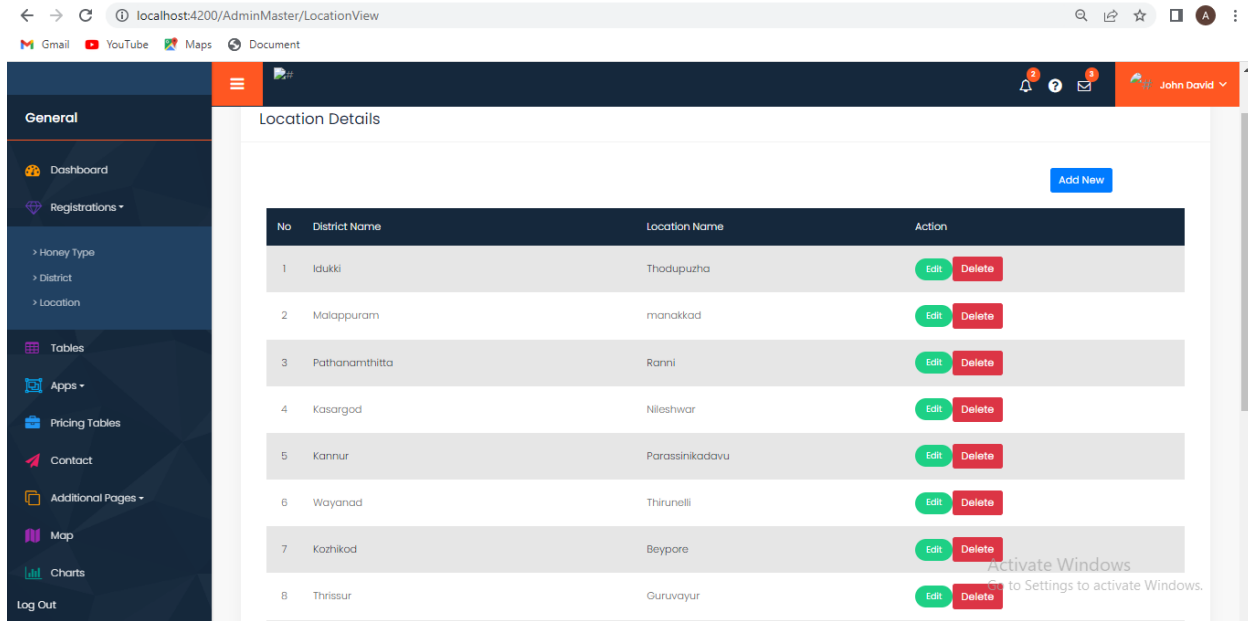 localhost:4200/AdminMaster/LocationView
A
Gmail YouTube Maps Document
# 2 3 # John David
General
Location Details
Dashboard
Add New
Registrations
No District Name Location Name Action
> Honey Type
> District
> Location
1 Idukki Thodupuzha Edit Delete
2 Malappuram manakkad Edit Delete
Tables
3 Pathanamthitta Ranni Edit Delete
Apps
4 Kasargod Nileshwar Edit Delete
Pricing Tables
5 Kannur Parassinikadavu Edit Delete
Contact
6 Wayanad Thirunelli Edit Delete
Additional Pages
Map
7 Kozhikod Beypore Edit Delete
Activate Windows
Charts
Go to Settings to activate Windows.
8 Thrissur Guruvayur Edit Delete
Log Out